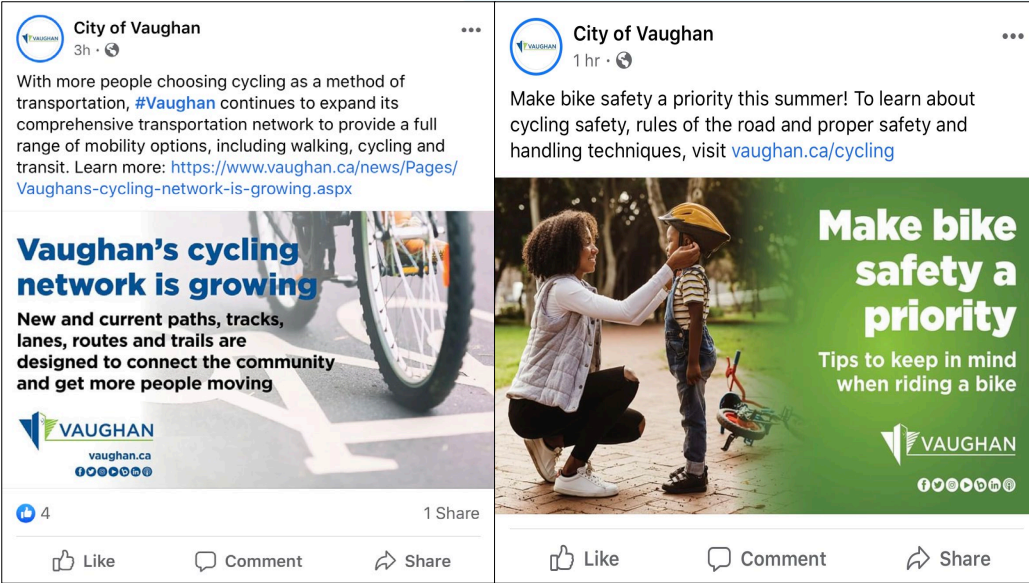 City of Vaughan
3h
With more people choosing cycling as a method of
transportation, #Vaughan continues to expand its
comprehensive transportation network to provide a full
range of mobility options, including walking, cycling and
transit. Learn more: https://www.vaughan.ca/news/Pages/
Vaughans-cycling-network-is-growing.aspx
Vaughan's cycling
network is growing
New and current paths, tracks,
lanes, routes and trails are
designed to connect the community
and get more people moving
VAUGHAN
vaughan.ca
4
1 Share
Like
Comment
Share
City of Vaughan
1 hr
Make bike safety a priority this summer! To learn about
cycling safety, rules of the road and proper safety and
handling techniques, visit vaughan.ca/cycling
Make bike
safety a
priority
Tips to keep in mind
when riding a bike
VAUGHAN
Like
Comment
Share